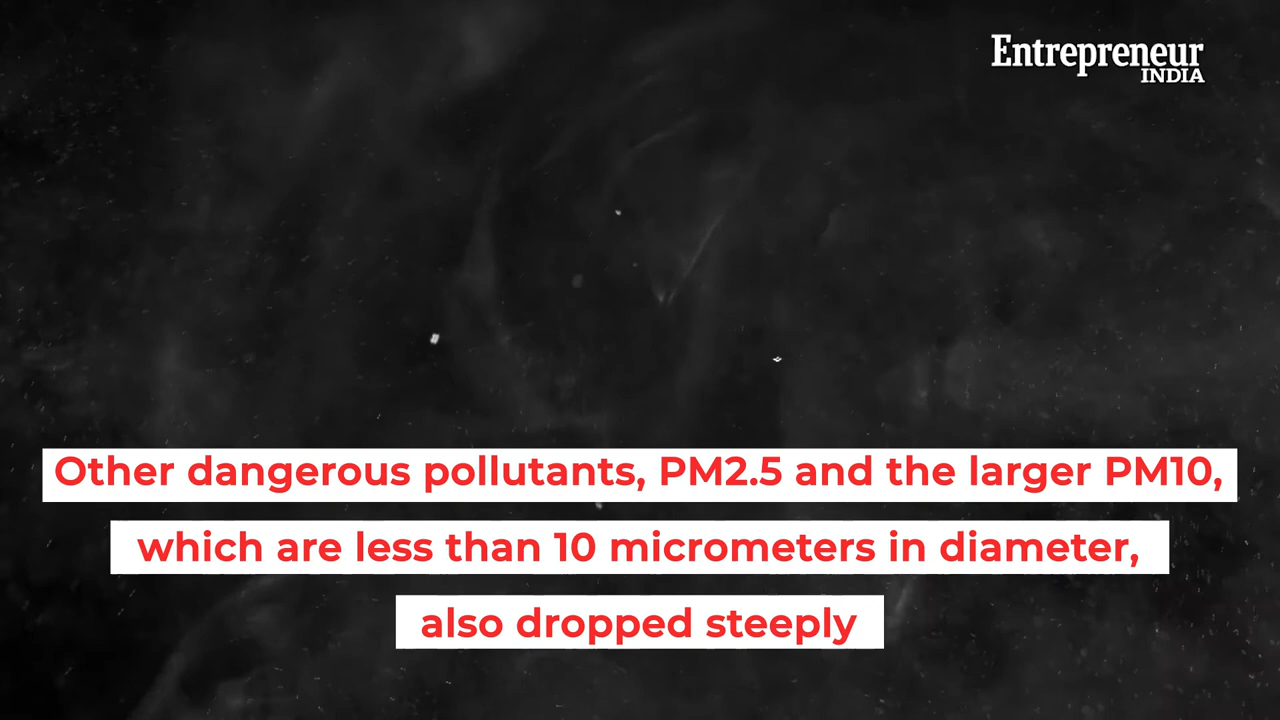 Entrepreneur
INDIA
Other dangerous pollutants, PM2.5 and the larger PM10,
which are less than 10 micrometers in diameter,
also dropped steeply